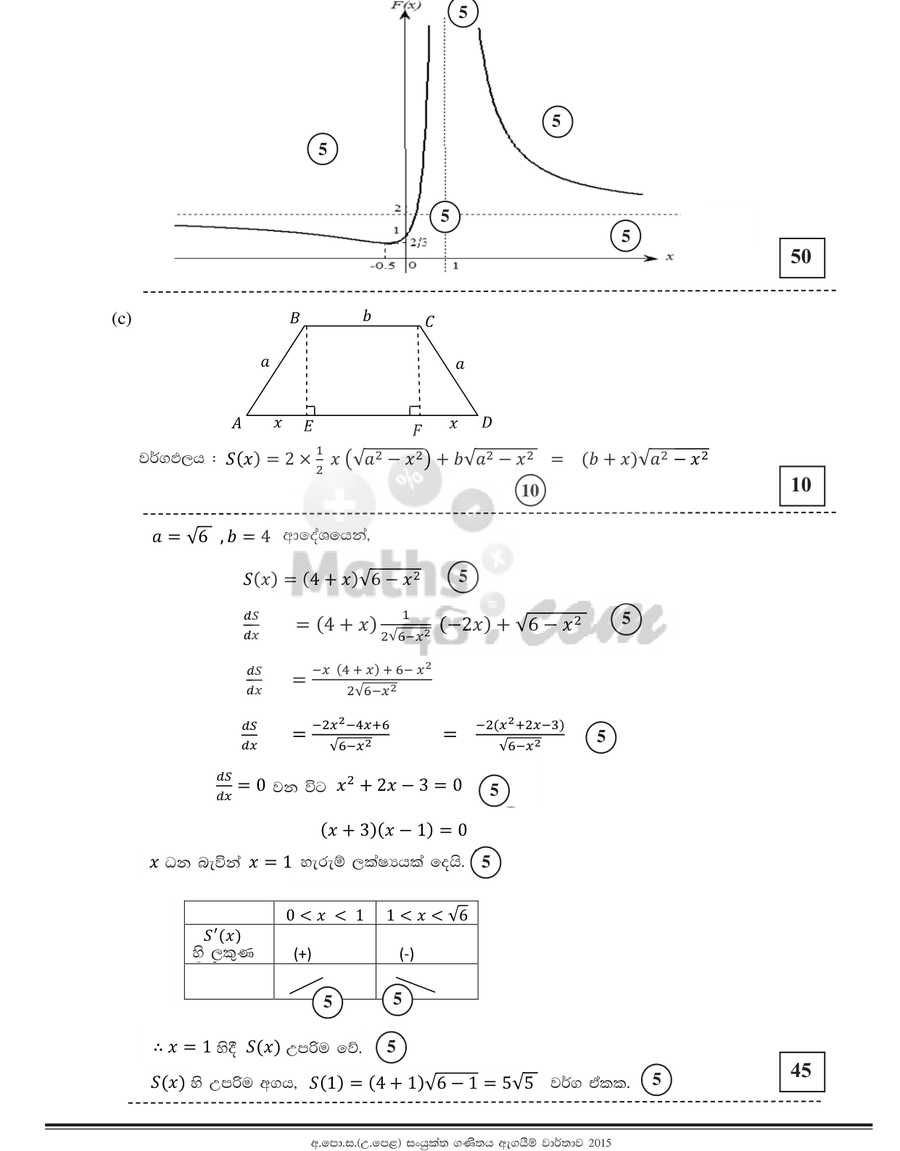 F(x)
5
5
5
2
5
1
2/3
5
-0.5 0 1 x
50
(c)
B b C
a a
A x E F x D
වර්ගඵලය : S(x) = 2 × 1/2 x (√(a² − x²)) + b√(a² − x²) = (b + x)√(a² − x²)
10
10
a = √6 , b = 4 ආදේශයෙන්,
S(x) = (4 + x)√(6 − x²) 5
dS/dx = (4 + x) 1/(2√(6−x²)) (−2x) + √(6 − x²) 5
dS/dx = (−x (4 + x) + 6− x²)/(2√(6−x²))
dS/dx = (−2x²−4x+6)/√(6−x²) = (−2(x²+2x−3))/√(6−x²) 5
dS/dx = 0 වන විට x² + 2x − 3 = 0 5
(x + 3)(x − 1) = 0
x ධන බැවින් x = 1 හැරුම් ලක්ෂ්‍යයක් දෙයි. 5
0 < x < 1 1 < x < √6
S′(x)
හි ලකුණ (+) (-)
5 5
∴ x = 1 හිදී S(x) උපරිම වේ. 5
S(x) හි උපරිම අගය, S(1) = (4 + 1)√(6 − 1) = 5√5 වර්ග ඒකක. 5
45
Maths
අපි .com
අ.පො.ස.(උ.පෙළ) සංයුක්ත ගණිතය ඇගයීම් වාර්තාව 2015